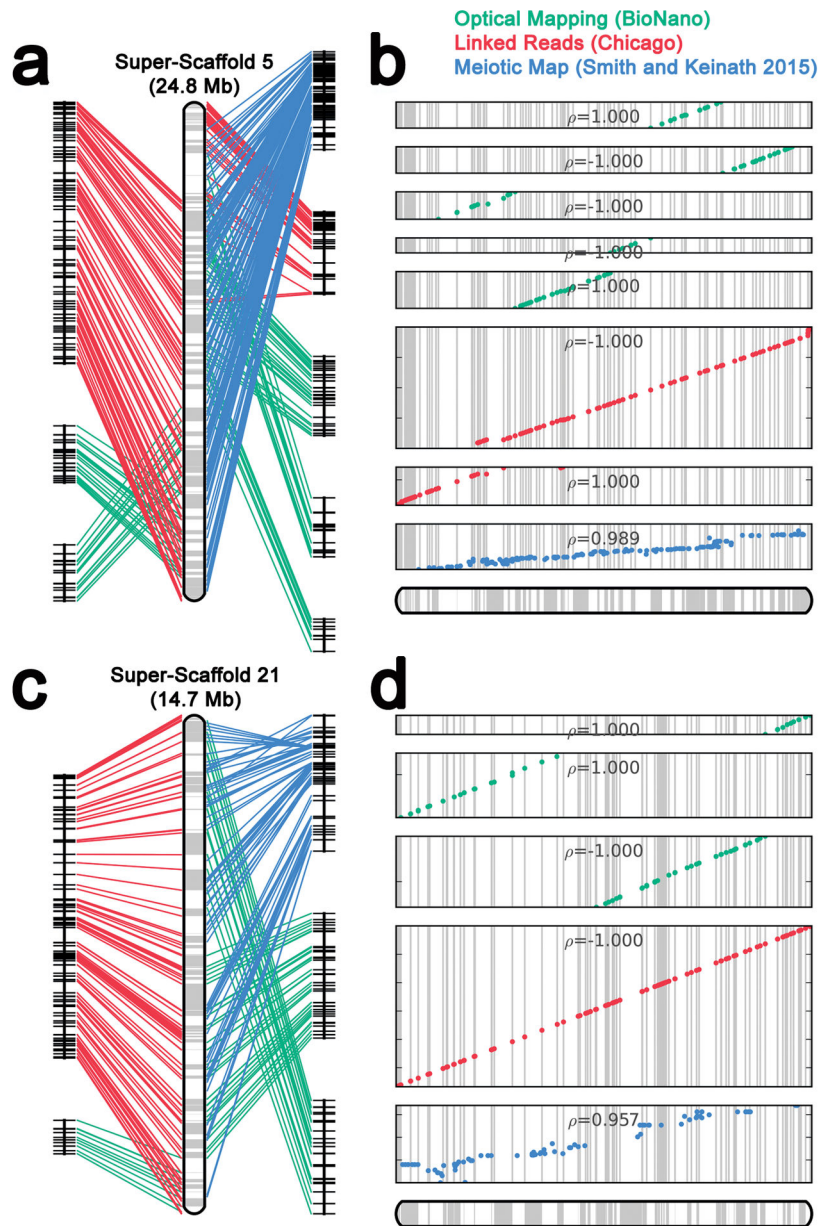 Optical Mapping (BioNano)
Linked Reads (Chicago)
Meiotic Map (Smith and Keinath 2015)
a
Super-Scaffold 5
(24.8 Mb)
b
ρ=1.000
ρ=-1.000
ρ=-1.000
ρ=-1.000
ρ=1.000
ρ=-1.000
ρ=1.000
ρ=0.989
c
Super-Scaffold 21
(14.7 Mb)
d
ρ=1.000
ρ=1.000
ρ=-1.000
ρ=-1.000
ρ=0.957